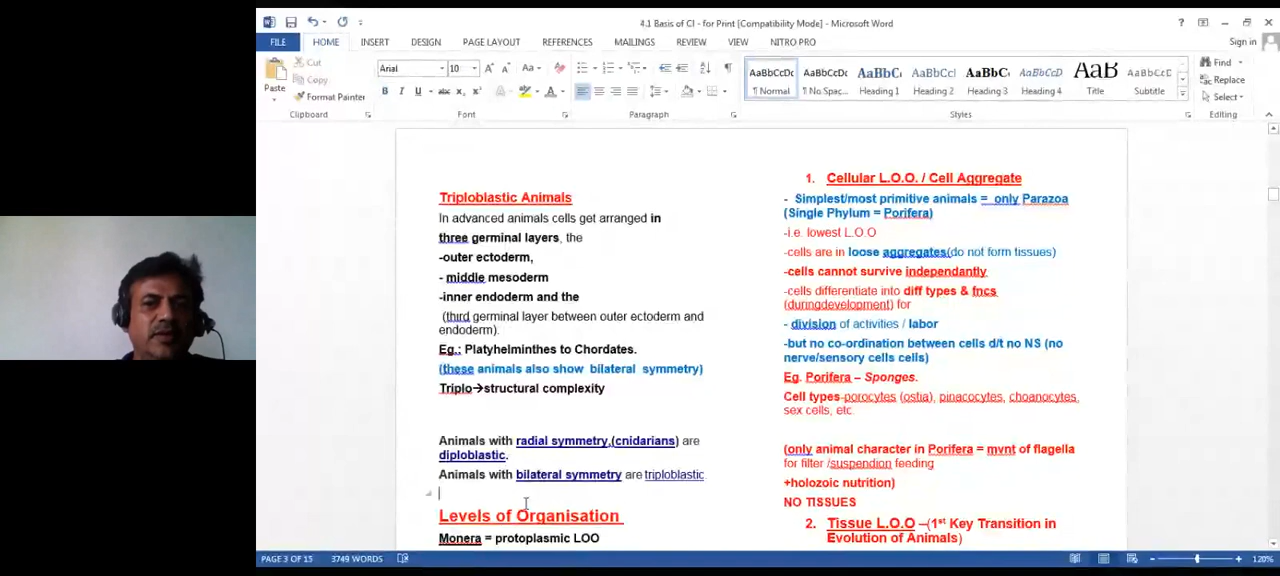 4.1 Basis of CI - for Print [Compatibility Mode] - Microsoft Word
Sign in
FILE HOME INSERT DESIGN PAGE LAYOUT REFERENCES MAILINGS REVIEW VIEW NITRO PRO
Paste
Cut
Copy
Format Painter
Clipboard
Arial 10
Font
Paragraph
AaBbCcDc AaBbCcDc AaBbC AaBbCcD AaBbC AaBbCcD AaB AaBbCcD
¶ Normal ¶ No Spac... Heading 1 Heading 2 Heading 3 Heading 4 Title Subtitle
Styles
Find
Replace
Select
Editing
Triploblastic Animals
In advanced animals cells get arranged in
three germinal layers, the
-outer ectoderm,
- middle mesoderm
-inner endoderm and the
(third germinal layer between outer ectoderm and
endoderm).
Eg.: Platyhelminthes to Chordates.
(these animals also show bilateral symmetry)
Triplo→structural complexity
Animals with radial symmetry,(cnidarians) are
diploblastic.
Animals with bilateral symmetry are triploblastic.
Levels of Organisation
Monera = protoplasmic LOO
1. Cellular L.O.O. / Cell Aggregate
- Simplest/most primitive animals = only Parazoa
(Single Phylum = Porifera)
-i.e. lowest L.O.O
-cells are in loose aggregates(do not form tissues)
-cells cannot survive independantly
-cells differentiate into diff types & fncs
(duringdevelopment) for
- division of activities / labor
-but no co-ordination between cells d/t no NS (no
nerve/sensory cells cells)
Eg. Porifera – Sponges.
Cell types-porocytes (ostia), pinacocytes, choanocytes,
sex cells, etc.
(only animal character in Porifera = mvnt of flagella
for filter /suspendion feeding
+holozoic nutrition)
NO TISSUES
2. Tissue L.O.O –(1st Key Transition in
Evolution of Animals)
PAGE 3 OF 15 3749 WORDS
120%